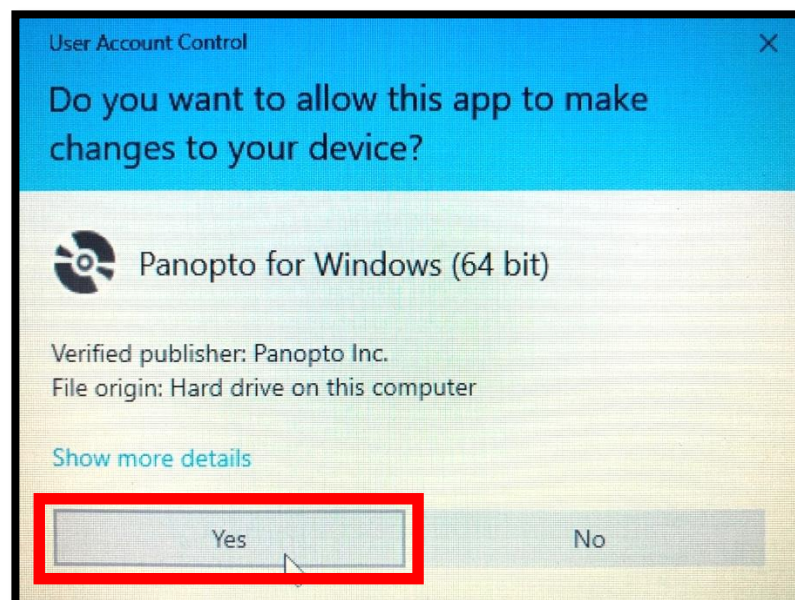 User Account Control
Do you want to allow this app to make
changes to your device?
Panopto for Windows (64 bit)
Verified publisher: Panopto Inc.
File origin: Hard drive on this computer
Show more details
Yes
No